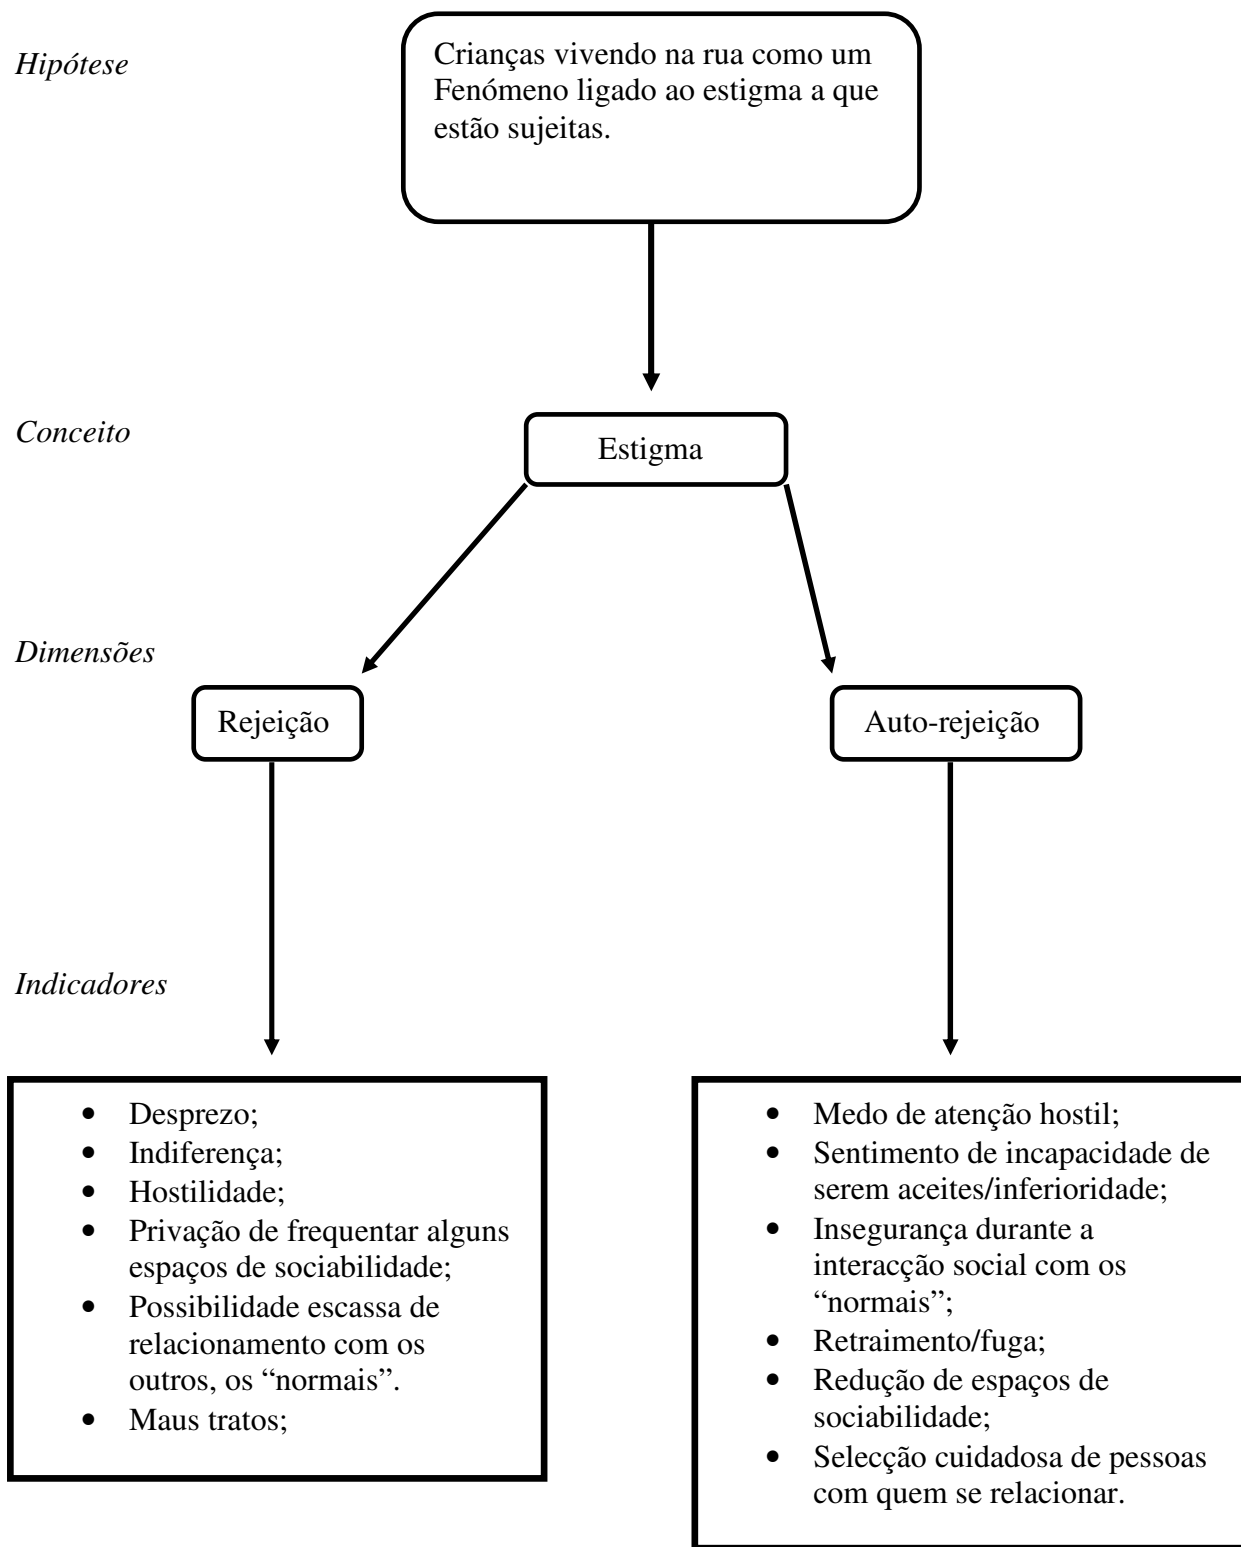 Hipótese
Crianças vivendo na rua como um
Fenómeno ligado ao estigma a que
estão sujeitas.
Conceito
Estigma
Dimensões
Rejeição
Auto-rejeição
Indicadores
• Desprezo;
• Indiferença;
• Hostilidade;
• Privação de frequentar alguns
espaços de sociabilidade;
• Possibilidade escassa de
relacionamento com os
outros, os “normais”.
• Maus tratos;
• Medo de atenção hostil;
• Sentimento de incapacidade de
serem aceites/inferioridade;
• Insegurança durante a
interacção social com os
“normais”;
• Retraimento/fuga;
• Redução de espaços de
sociabilidade;
• Selecção cuidadosa de pessoas
com quem se relacionar.